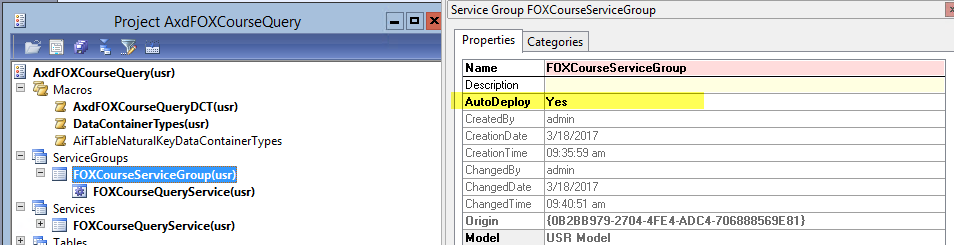 Project AxdFOXCourseQuery
AxdFOXCourseQuery(usr)
Macros
AxdFOXCourseQueryDCT(usr)
DataContainerTypes(usr)
AifTableNaturalKeyDataContainerTypes
ServiceGroups
FOXCourseServiceGroup(usr)
FOXCourseQueryService(usr)
Services
FOXCourseQueryService(usr)
Tables
Service Group FOXCourseServiceGroup
Properties Categories
Name FOXCourseServiceGroup
Description
AutoDeploy Yes
CreatedBy admin
CreationDate 3/18/2017
CreationTime 09:35:59 am
ChangedBy admin
ChangedDate 3/18/2017
ChangedTime 09:40:51 am
Origin {0B2BB979-2704-4FE4-ADC4-706888569E81}
Model USR Model